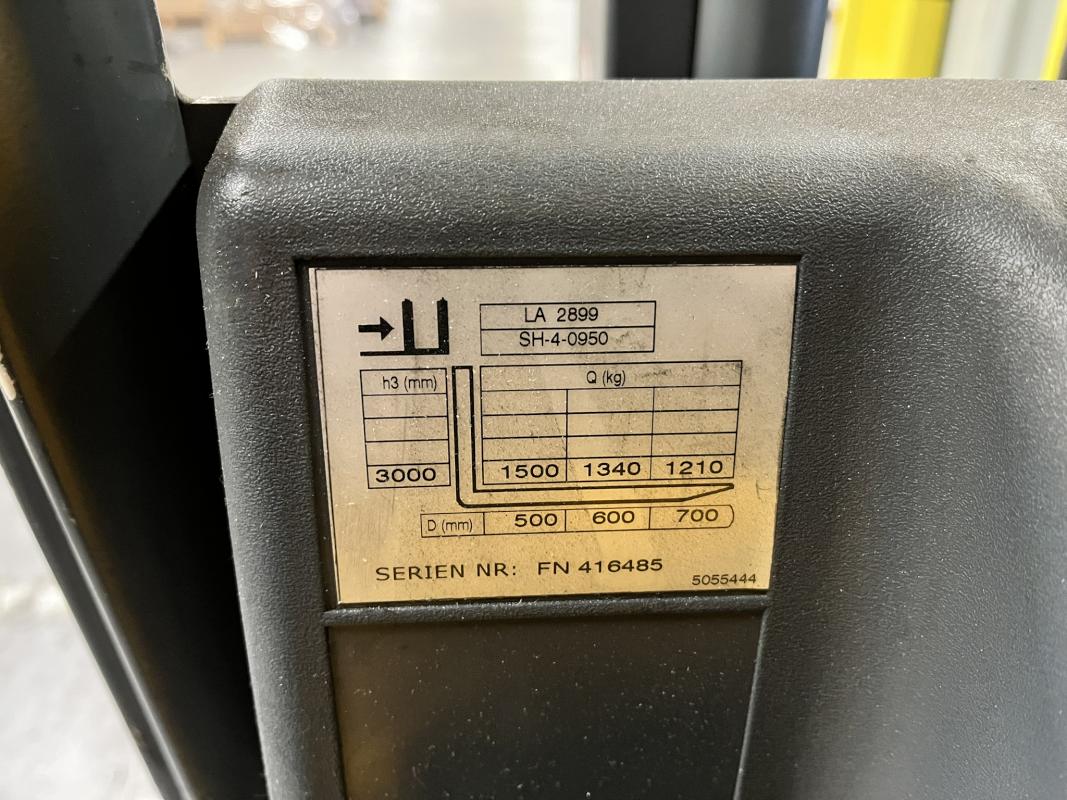 LA 2899
SH-4-0950
h3 (mm) Q (kg)
3000 1500 1340 1210
D (mm) 500 600 700
SERIEN NR: FN 416485
5055444